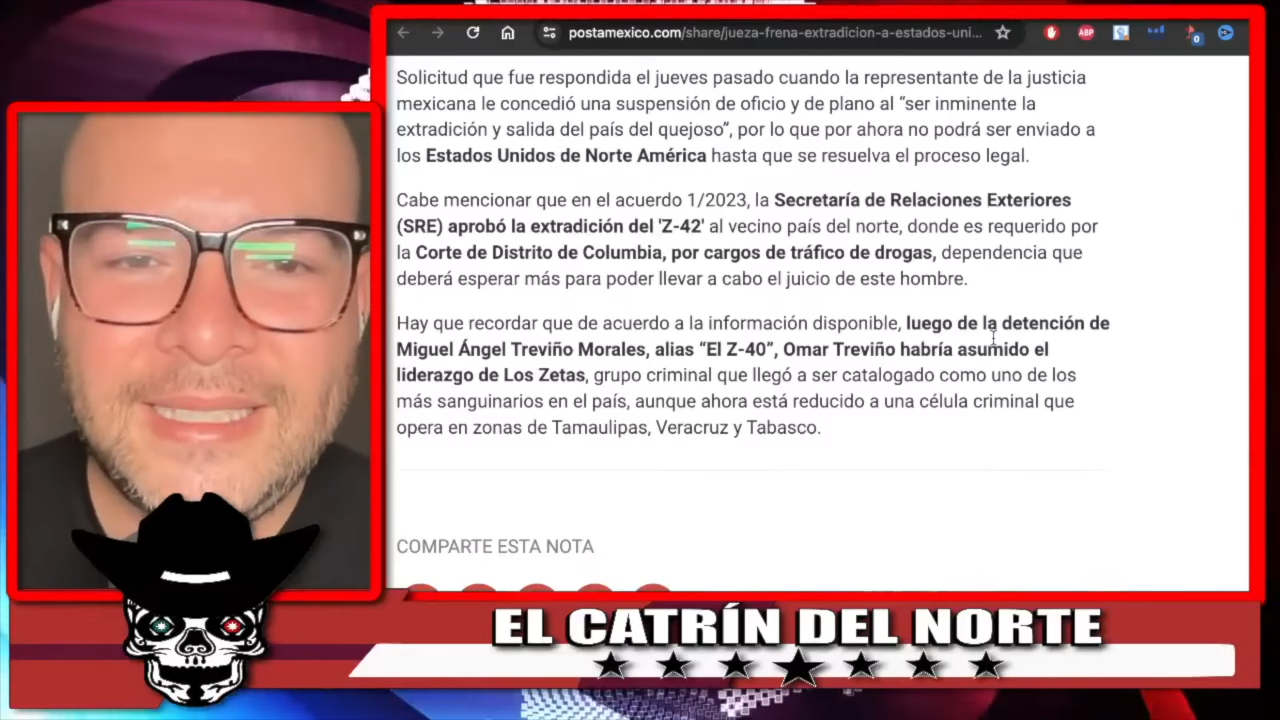 postamexico.com/share/jueza-frena-extradicion-a-estados-uni...
ABP
0
Solicitud que fue respondida el jueves pasado cuando la representante de la justicia
mexicana le concedió una suspensión de oficio y de plano al “ser inminente la
extradición y salida del país del quejoso”, por lo que por ahora no podrá ser enviado a
los Estados Unidos de Norte América hasta que se resuelva el proceso legal.
Cabe mencionar que en el acuerdo 1/2023, la Secretaría de Relaciones Exteriores
(SRE) aprobó la extradición del 'Z-42' al vecino país del norte, donde es requerido por
la Corte de Distrito de Columbia, por cargos de tráfico de drogas, dependencia que
deberá esperar más para poder llevar a cabo el juicio de este hombre.
Hay que recordar que de acuerdo a la información disponible, luego de la detención de
Miguel Ángel Treviño Morales, alias “El Z-40”, Omar Treviño habría asumido el
liderazgo de Los Zetas, grupo criminal que llegó a ser catalogado como uno de los
más sanguinarios en el país, aunque ahora está reducido a una célula criminal que
opera en zonas de Tamaulipas, Veracruz y Tabasco.
COMPARTE ESTA NOTA
EL CATRÍN DEL NORTE